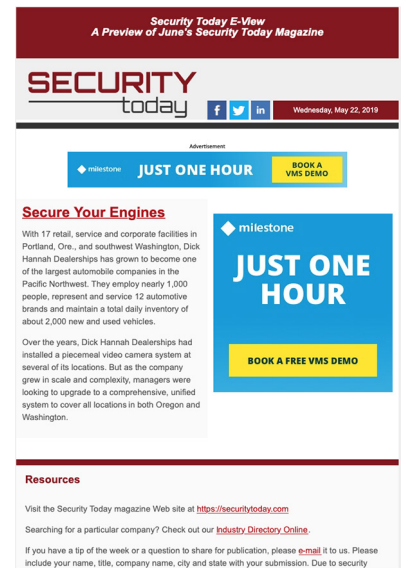 Security Today E-View
A Preview of June's Security Today Magazine
SECURITY
today
f
in
Wednesday, May 22, 2019
Advertisement
milestone
JUST ONE HOUR
BOOK A
VMS DEMO
Secure Your Engines
With 17 retail, service and corporate facilities in
Portland, Ore., and southwest Washington, Dick
Hannah Dealerships has grown to become one
of the largest automobile companies in the
Pacific Northwest. They employ nearly 1,000
people, represent and service 12 automotive
brands and maintain a total daily inventory of
about 2,000 new and used vehicles.
Over the years, Dick Hannah Dealerships had
installed a piecemeal video camera system at
several of its locations. But as the company
grew in scale and complexity, managers were
looking to upgrade to a comprehensive, unified
system to cover all locations in both Oregon and
Washington.
milestone
JUST ONE
HOUR
BOOK A FREE VMS DEMO
Resources
Visit the Security Today magazine Web site at https://securitytoday.com
Searching for a particular company? Check out our Industry Directory Online.
If you have a tip of the week or a question to share for publication, please e-mail it to us. Please
include your name, title, company name, city and state with your submission. Due to security